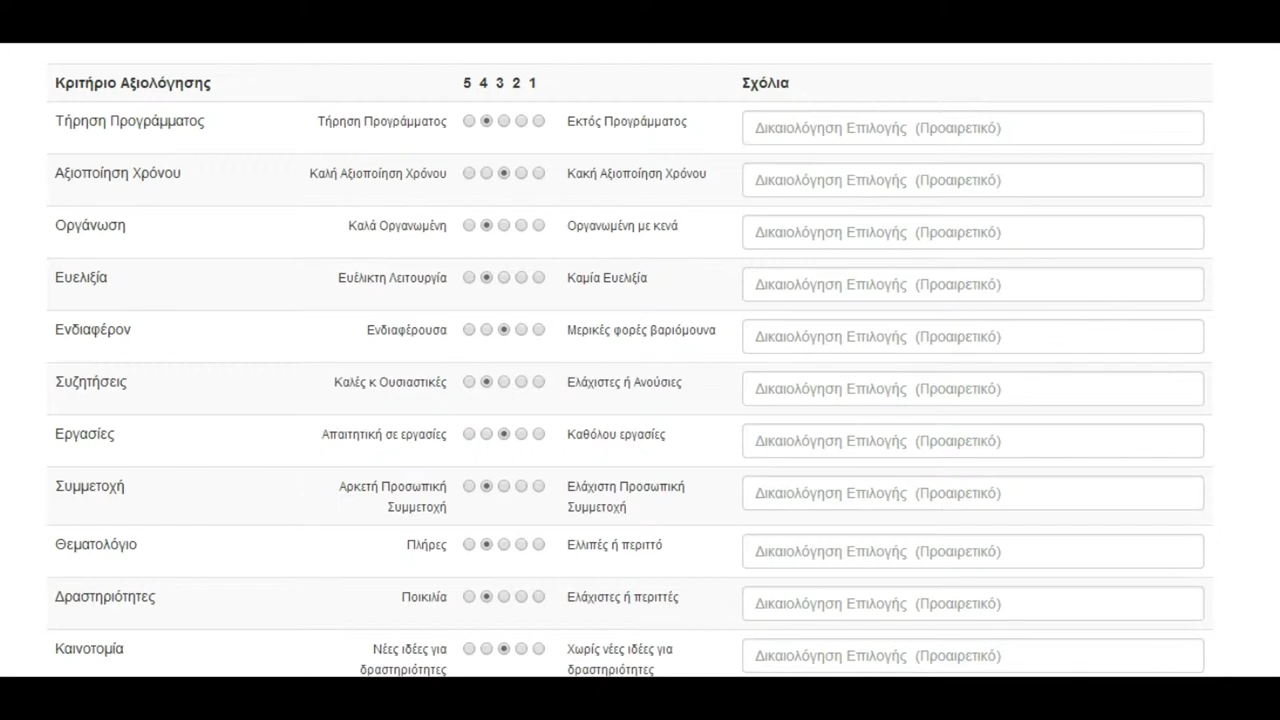 Κριτήριο Αξιολόγησης 5 4 3 2 1 Σχόλια
Τήρηση Προγράμματος Τήρηση Προγράμματος Εκτός Προγράμματος Δικαιολόγηση Επιλογής (Προαιρετικό)
Αξιοποίηση Χρόνου Καλή Αξιοποίηση Χρόνου Κακή Αξιοποίηση Χρόνου Δικαιολόγηση Επιλογής (Προαιρετικό)
Οργάνωση Καλά Οργανωμένη Οργανωμένη με κενά Δικαιολόγηση Επιλογής (Προαιρετικό)
Ευελιξία Ευέλικτη Λειτουργία Καμία Ευελιξία Δικαιολόγηση Επιλογής (Προαιρετικό)
Ενδιαφέρον Ενδιαφέρουσα Μερικές φορές βαριόμουνα Δικαιολόγηση Επιλογής (Προαιρετικό)
Συζητήσεις Καλές κ Ουσιαστικές Ελάχιστες ή Ανούσιες Δικαιολόγηση Επιλογής (Προαιρετικό)
Εργασίες Απαιτητική σε εργασίες Καθόλου εργασίες Δικαιολόγηση Επιλογής (Προαιρετικό)
Συμμετοχή Αρκετή Προσωπική Ελάχιστη Προσωπική Δικαιολόγηση Επιλογής (Προαιρετικό)
Συμμετοχή Συμμετοχή
Θεματολόγιο Πλήρες Ελλιπές ή περιττό Δικαιολόγηση Επιλογής (Προαιρετικό)
Δραστηριότητες Ποικιλία Ελάχιστες ή περιττές Δικαιολόγηση Επιλογής (Προαιρετικό)
Καινοτομία Νέες ιδέες για Χωρίς νέες ιδέες για Δικαιολόγηση Επιλογής (Προαιρετικό)
δραστηριότητες δραστηριότητες